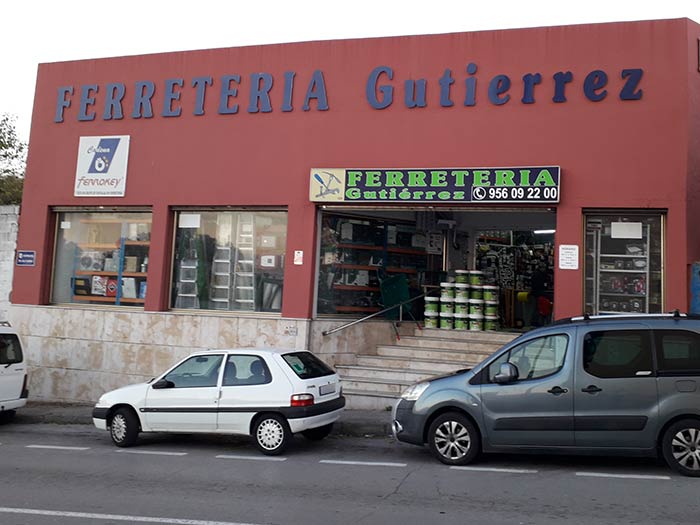 FERRETERIA Gutierrez
Cadena
ferrokey
FERRETERIA
Gutiérrez 956 09 22 00